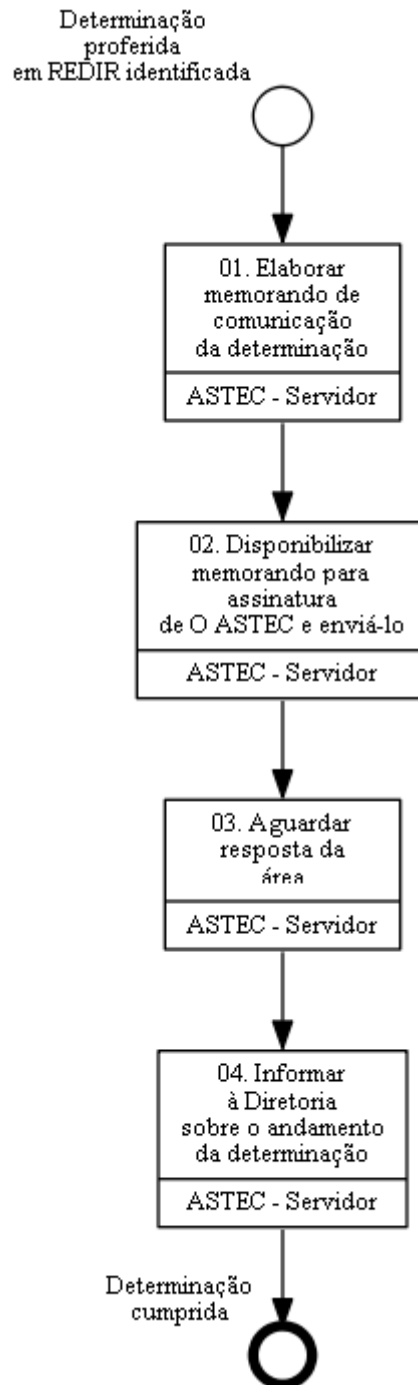 Determinação
proferida
em REDIR identificada
01. Elaborar
memorando de
comunicação
da determinação
ASTEC - Servidor
02. Disponibilizar
memorando para
assinatura
de O ASTEC e enviá-lo
ASTEC - Servidor
03. Aguardar
resposta da
área
ASTEC - Servidor
04. Informar
à Diretoria
sobre o andamento
da determinação
ASTEC - Servidor
Determinação
cumprida